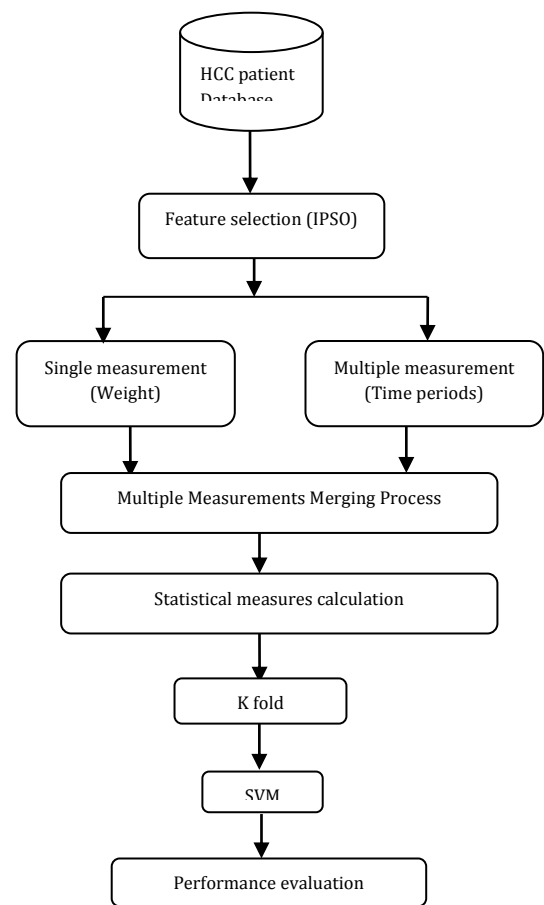 HCC patient
Database
Feature selection (IPSO)
Single measurement
(Weight)
Multiple measurement
(Time periods)
Multiple Measurements Merging Process
Statistical measures calculation
K fold
SVM
Performance evaluation